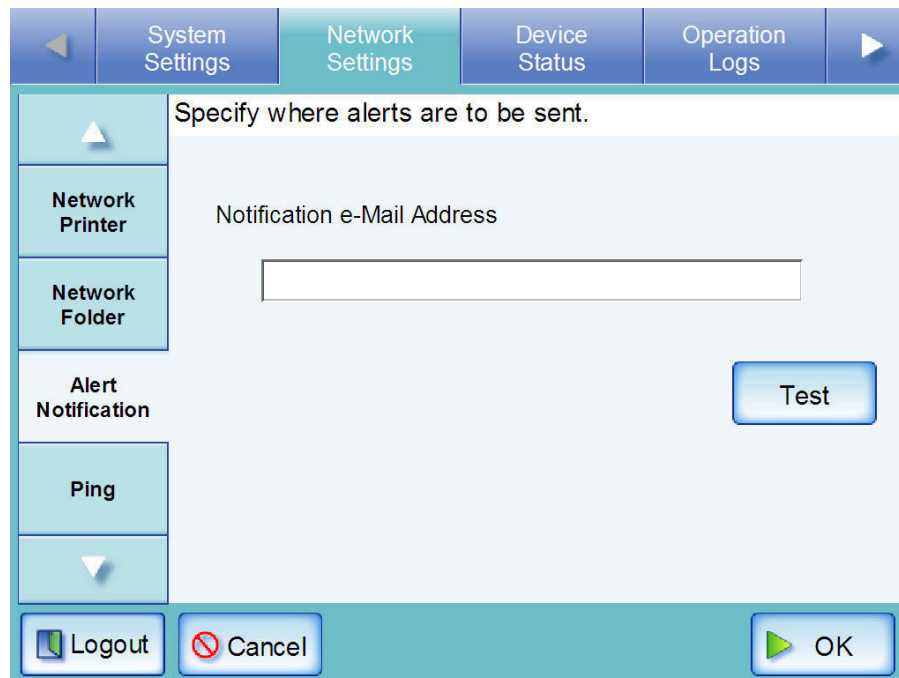 System
Settings
Network
Settings
Device
Status
Operation
Logs
Specify where alerts are to be sent.
Network
Printer
Network
Folder
Alert
Notification
Ping
Notification e-Mail Address
Test
Logout
Cancel
OK